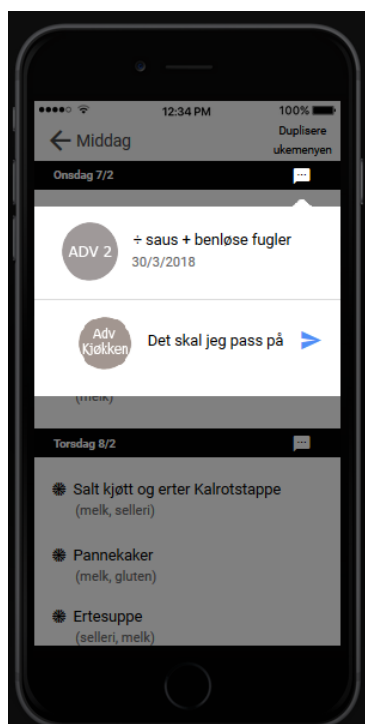 12:34 PM
100%
Middag
Duplisere
ukemenyen
Onsdag 7/2
ADV 2
÷ saus + benløse fugler
30/3/2018
Adv
Kjøkken
Det skal jeg pass på
(melk)
Torsdag 8/2
Salt kjøtt og erter Kalrotstappe
(melk, selleri)
Pannekaker
(melk, gluten)
Ertesuppe
(selleri, melk)